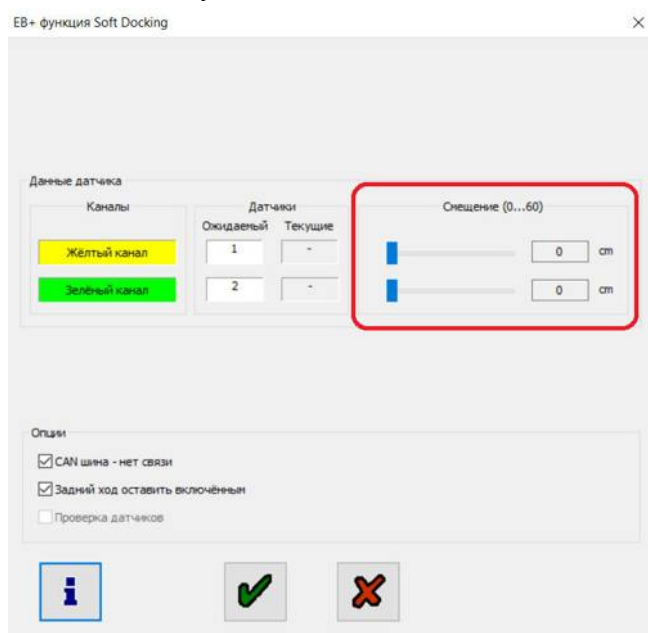 EB+ функция Soft Docking
Данные датчика
Каналы
Датчики
Смещение (0...60)
Ожидаемый Текущие
Жёлтый канал 1 - 0 cm
Зелёный канал 2 - 0 cm
Опции
CAN шина - нет связи
Задний ход оставить включённым
Проверка датчиков